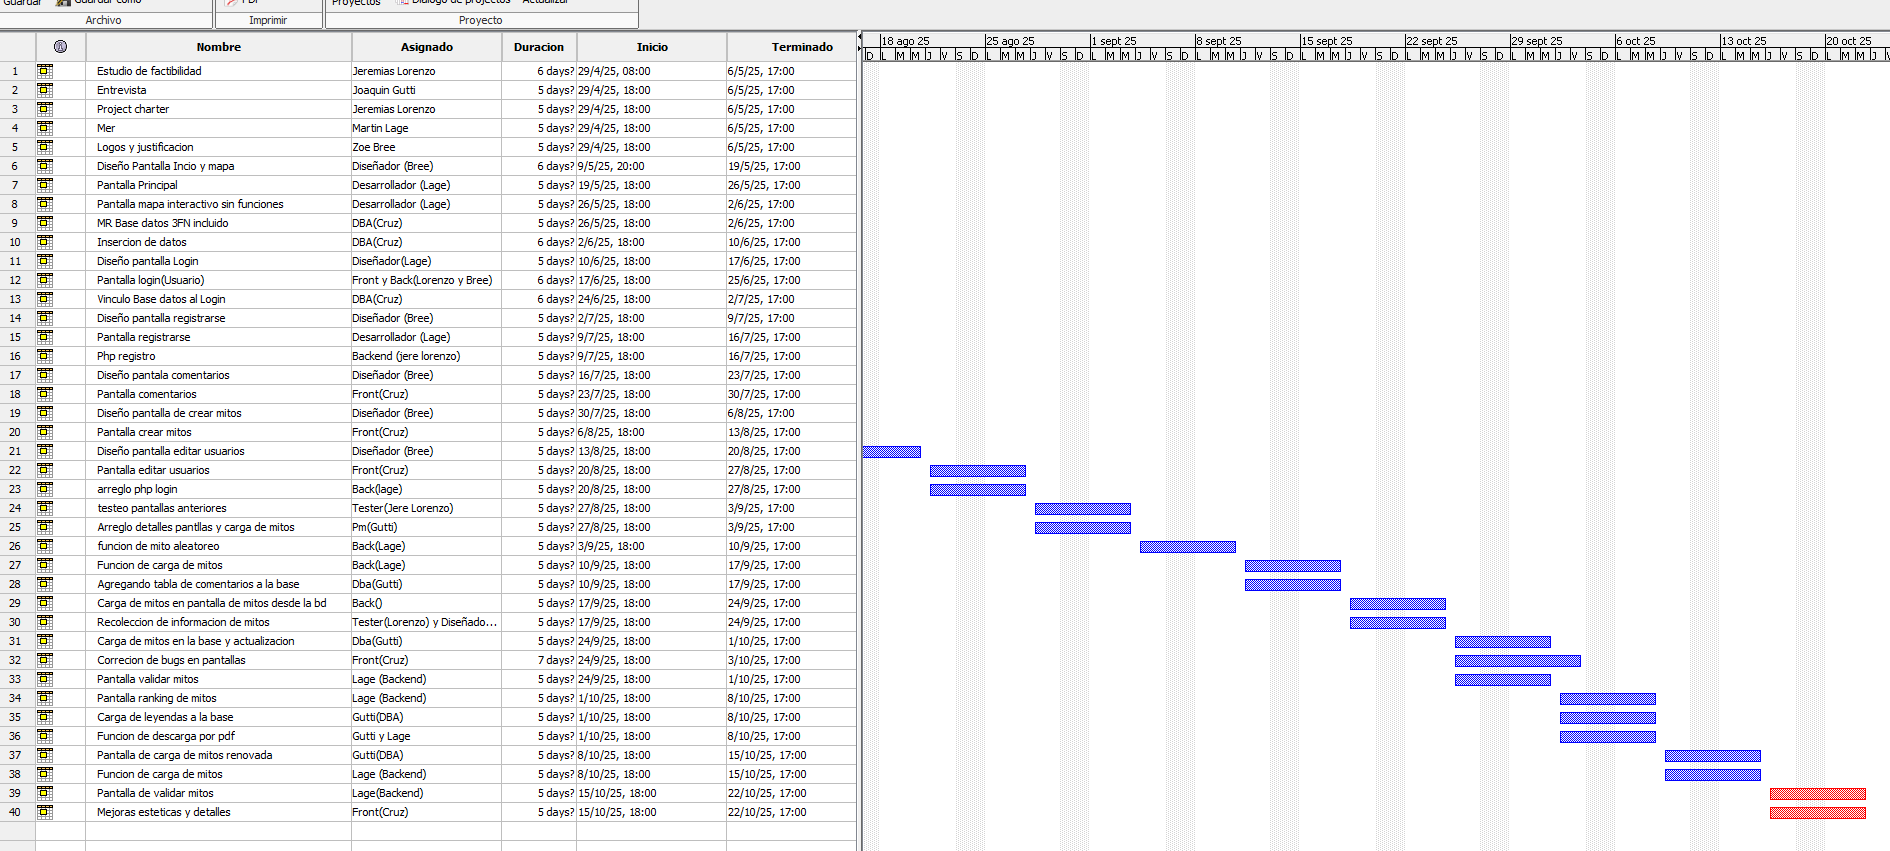 Guardar Guardar como PDF Proyectos Dialogo de proyectos Actualizar
Archivo Imprimir Proyecto
Nombre Asignado Duracion Inicio Terminado
18 ago 25 25 ago 25 1 sept 25 8 sept 25 15 sept 25 22 sept 25 29 sept 25 6 oct 25 13 oct 25 20 oct 25
D L M M J V S D L M M J V S D L M M J V S D L M M J V S D L M M J V S D L M M J V S D L M M J V S D L M M J V S D L M M J V S D L M M J V
1 Estudio de factibilidad Jeremias Lorenzo 6 days? 29/4/25, 08:00 6/5/25, 17:00
2 Entrevista Joaquin Gutti 5 days? 29/4/25, 18:00 6/5/25, 17:00
3 Project charter Jeremias Lorenzo 5 days? 29/4/25, 18:00 6/5/25, 17:00
4 Mer Martin Lage 5 days? 29/4/25, 18:00 6/5/25, 17:00
5 Logos y justificacion Zoe Bree 5 days? 29/4/25, 18:00 6/5/25, 17:00
6 Diseño Pantalla Incio y mapa Diseñador (Bree) 6 days? 9/5/25, 20:00 19/5/25, 17:00
7 Pantalla Principal Desarrollador (Lage) 5 days? 19/5/25, 18:00 26/5/25, 17:00
8 Pantalla mapa interactivo sin funciones Desarrollador (Lage) 5 days? 26/5/25, 18:00 2/6/25, 17:00
9 MR Base datos 3FN incluido DBA(Cruz) 5 days? 26/5/25, 18:00 2/6/25, 17:00
10 Insercion de datos DBA(Cruz) 6 days? 2/6/25, 18:00 10/6/25, 17:00
11 Diseño pantalla Login Diseñador(Lage) 5 days? 10/6/25, 18:00 17/6/25, 17:00
12 Pantalla login(Usuario) Front y Back(Lorenzo y Bree) 6 days? 17/6/25, 18:00 25/6/25, 17:00
13 Vinculo Base datos al Login DBA(Cruz) 6 days? 24/6/25, 18:00 2/7/25, 17:00
14 Diseño pantalla registrarse Diseñador (Bree) 5 days? 2/7/25, 18:00 9/7/25, 17:00
15 Pantalla registrarse Desarrollador (Lage) 5 days? 9/7/25, 18:00 16/7/25, 17:00
16 Php registro Backend (jere lorenzo) 5 days? 9/7/25, 18:00 16/7/25, 17:00
17 Diseño pantala comentarios Diseñador (Bree) 5 days? 16/7/25, 18:00 23/7/25, 17:00
18 Pantalla comentarios Front(Cruz) 5 days? 23/7/25, 18:00 30/7/25, 17:00
19 Diseño pantalla de crear mitos Diseñador (Bree) 5 days? 30/7/25, 18:00 6/8/25, 17:00
20 Pantalla crear mitos Front(Cruz) 5 days? 6/8/25, 18:00 13/8/25, 17:00
21 Diseño pantalla editar usuarios Diseñador (Bree) 5 days? 13/8/25, 18:00 20/8/25, 17:00
22 Pantalla editar usuarios Front(Cruz) 5 days? 20/8/25, 18:00 27/8/25, 17:00
23 arreglo php login Back(lage) 5 days? 20/8/25, 18:00 27/8/25, 17:00
24 testeo pantallas anteriores Tester(Jere Lorenzo) 5 days? 27/8/25, 18:00 3/9/25, 17:00
25 Arreglo detalles pantllas y carga de mitos Pm(Gutti) 5 days? 27/8/25, 18:00 3/9/25, 17:00
26 funcion de mito aleatoreo Back(Lage) 5 days? 3/9/25, 18:00 10/9/25, 17:00
27 Funcion de carga de mitos Back(Lage) 5 days? 10/9/25, 18:00 17/9/25, 17:00
28 Agregando tabla de comentarios a la base Dba(Gutti) 5 days? 10/9/25, 18:00 17/9/25, 17:00
29 Carga de mitos en pantalla de mitos desde la bd Back() 5 days? 17/9/25, 18:00 24/9/25, 17:00
30 Recoleccion de informacion de mitos Tester(Lorenzo) y Diseñado... 5 days? 17/9/25, 18:00 24/9/25, 17:00
31 Carga de mitos en la base y actualizacion Dba(Gutti) 5 days? 24/9/25, 18:00 1/10/25, 17:00
32 Correcion de bugs en pantallas Front(Cruz) 7 days? 24/9/25, 18:00 3/10/25, 17:00
33 Pantalla validar mitos Lage (Backend) 5 days? 24/9/25, 18:00 1/10/25, 17:00
34 Pantalla ranking de mitos Lage (Backend) 5 days? 1/10/25, 18:00 8/10/25, 17:00
35 Carga de leyendas a la base Gutti(DBA) 5 days? 1/10/25, 18:00 8/10/25, 17:00
36 Funcion de descarga por pdf Gutti y Lage 5 days? 1/10/25, 18:00 8/10/25, 17:00
37 Pantalla de carga de mitos renovada Gutti(DBA) 5 days? 8/10/25, 18:00 15/10/25, 17:00
38 Funcion de carga de mitos Lage (Backend) 5 days? 8/10/25, 18:00 15/10/25, 17:00
39 Pantalla de validar mitos Lage(Backend) 5 days? 15/10/25, 18:00 22/10/25, 17:00
40 Mejoras esteticas y detalles Front(Cruz) 5 days? 15/10/25, 18:00 22/10/25, 17:00